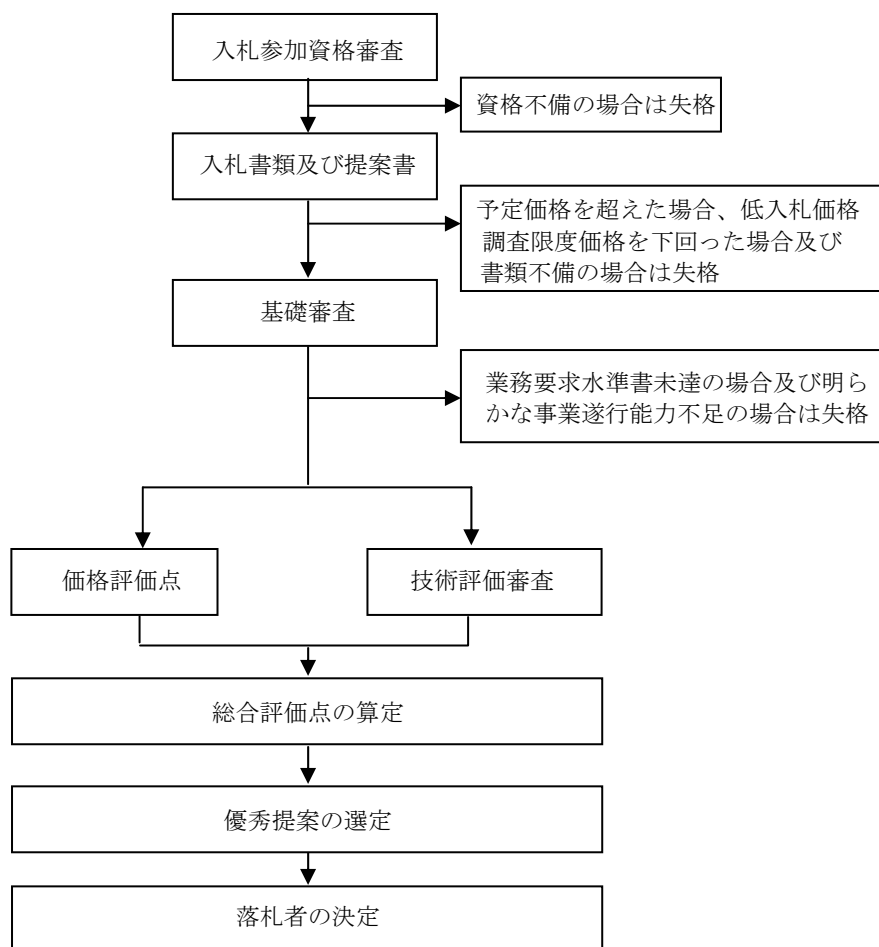 入札参加資格審査
資格不備の場合は失格
入札書類及び提案書
予定価格を超えた場合、低入札価格
調査限度価格を下回った場合及び
書類不備の場合は失格
基礎審査
業務要求水準書未達の場合及び明ら
かな事業遂行能力不足の場合は失格
価格評価点
技術評価審査
総合評価点の算定
優秀提案の選定
落札者の決定